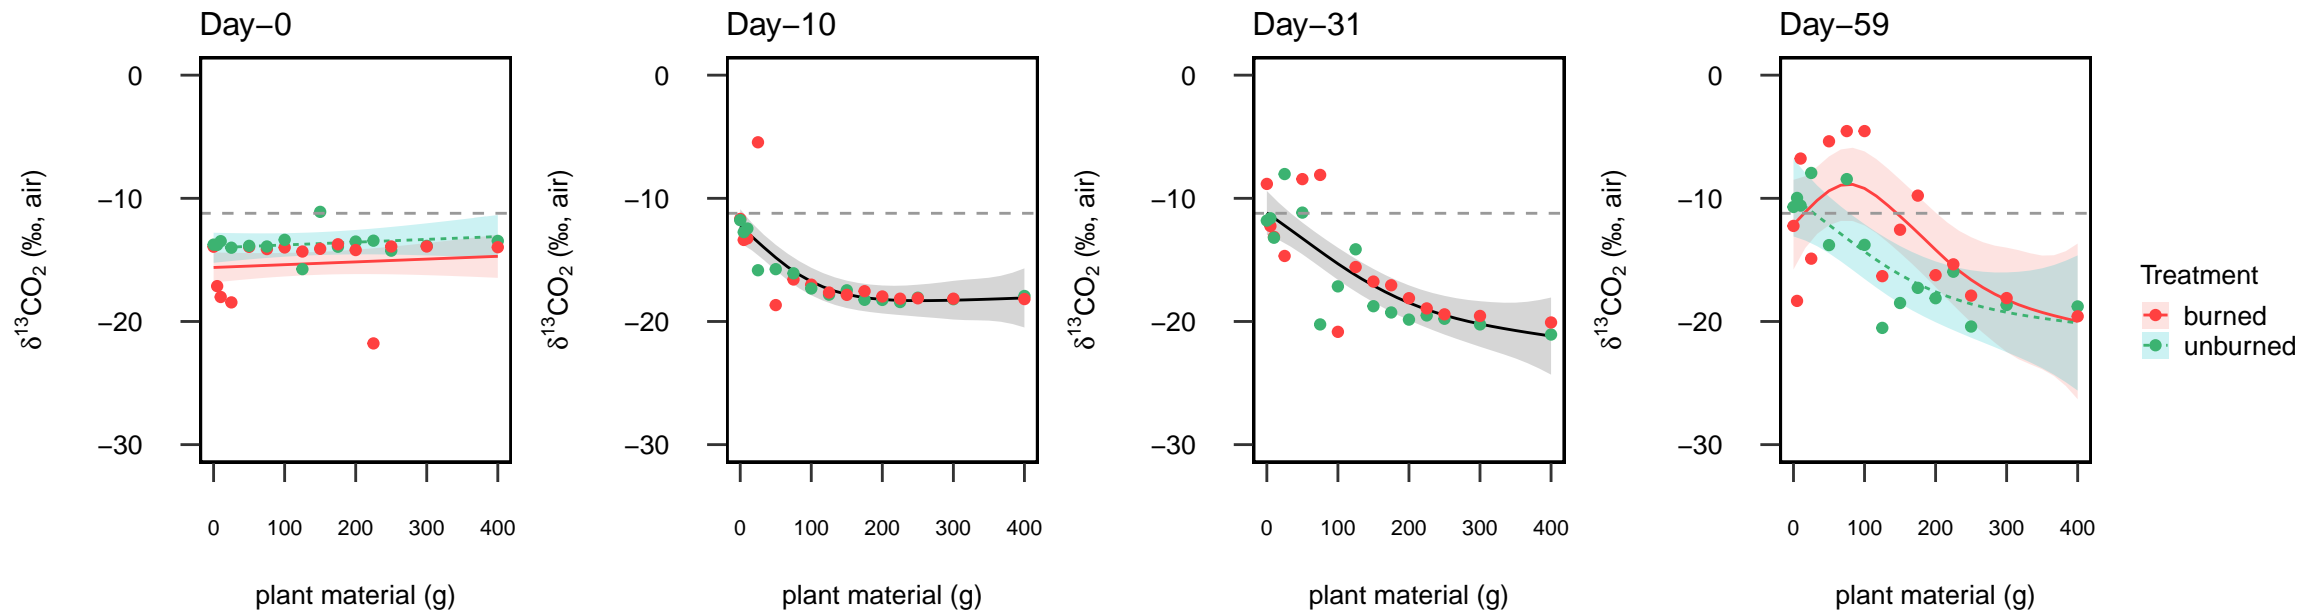 Day−0
Day−10
Day−31
Day−59
0
−10
−20
−30
δ¹³CO₂ (‰, air)
0
100
200
300
400
plant material (g)
0
−10
−20
−30
δ¹³CO₂ (‰, air)
0
100
200
300
400
plant material (g)
0
−10
−20
−30
δ¹³CO₂ (‰, air)
0
100
200
300
400
plant material (g)
0
−10
−20
−30
δ¹³CO₂ (‰, air)
0
100
200
300
400
plant material (g)
Treatment
burned
unburned